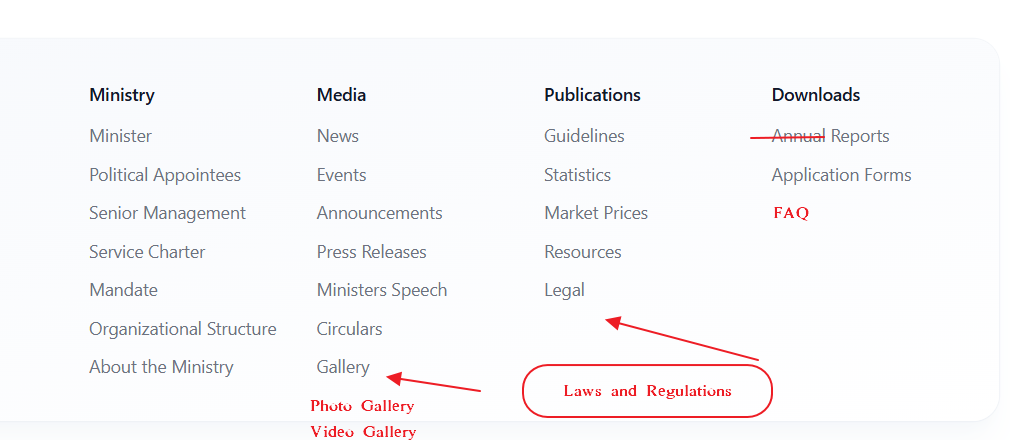 Ministry
Minister
Political Appointees
Senior Management
Service Charter
Mandate
Organizational Structure
About the Ministry
Media
News
Events
Announcements
Press Releases
Ministers Speech
Circulars
Gallery
Photo Gallery
Video Gallery
Publications
Guidelines
Statistics
Market Prices
Resources
Legal
Laws and Regulations
Downloads
Annual Reports
Application Forms
FAQ